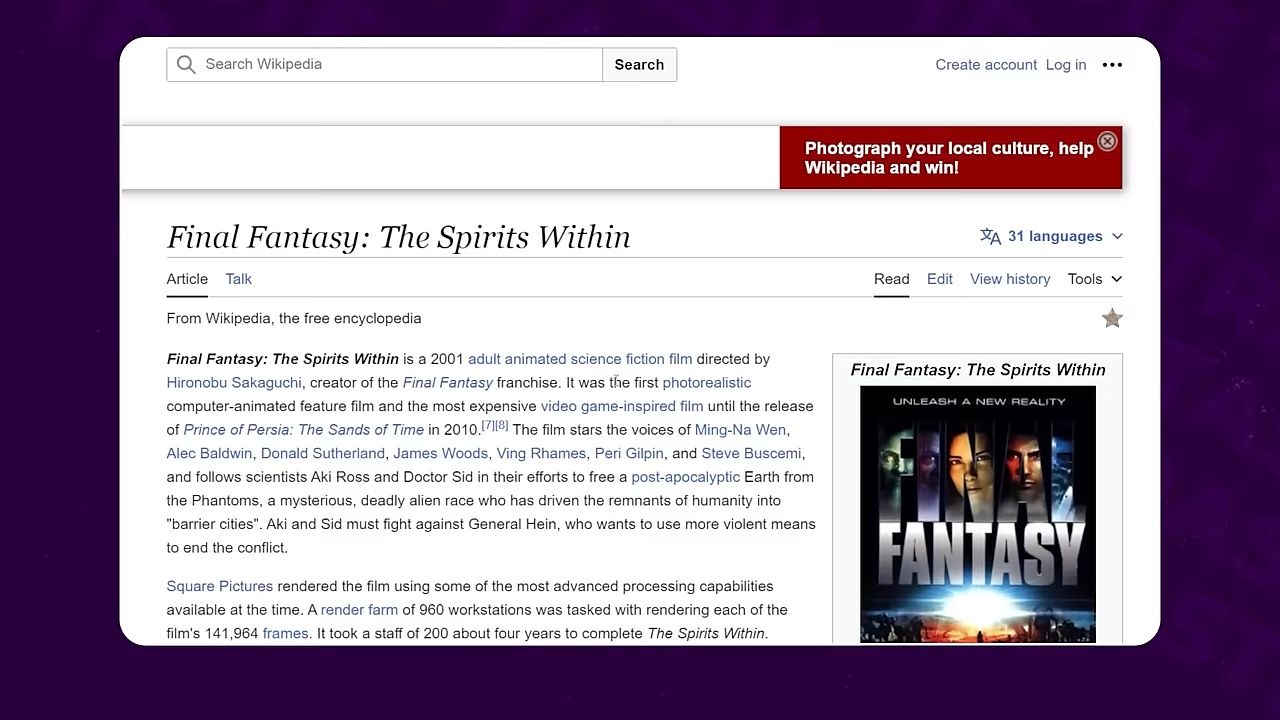 Search Wikipedia
Search
Create account Log in
Photograph your local culture, help
Wikipedia and win!
Final Fantasy: The Spirits Within
31 languages
Article Talk
Read Edit View history Tools
From Wikipedia, the free encyclopedia
Final Fantasy: The Spirits Within is a 2001 adult animated science fiction film directed by
Hironobu Sakaguchi, creator of the Final Fantasy franchise. It was the first photorealistic
computer-animated feature film and the most expensive video game-inspired film until the release
of Prince of Persia: The Sands of Time in 2010.[7][8] The film stars the voices of Ming-Na Wen,
Alec Baldwin, Donald Sutherland, James Woods, Ving Rhames, Peri Gilpin, and Steve Buscemi,
and follows scientists Aki Ross and Doctor Sid in their efforts to free a post-apocalyptic Earth from
the Phantoms, a mysterious, deadly alien race who has driven the remnants of humanity into
"barrier cities". Aki and Sid must fight against General Hein, who wants to use more violent means
to end the conflict.
Square Pictures rendered the film using some of the most advanced processing capabilities
available at the time. A render farm of 960 workstations was tasked with rendering each of the
film's 141,964 frames. It took a staff of 200 about four years to complete The Spirits Within.
Final Fantasy: The Spirits Within
UNLEASH A NEW REALITY
FINAL
FANTASY